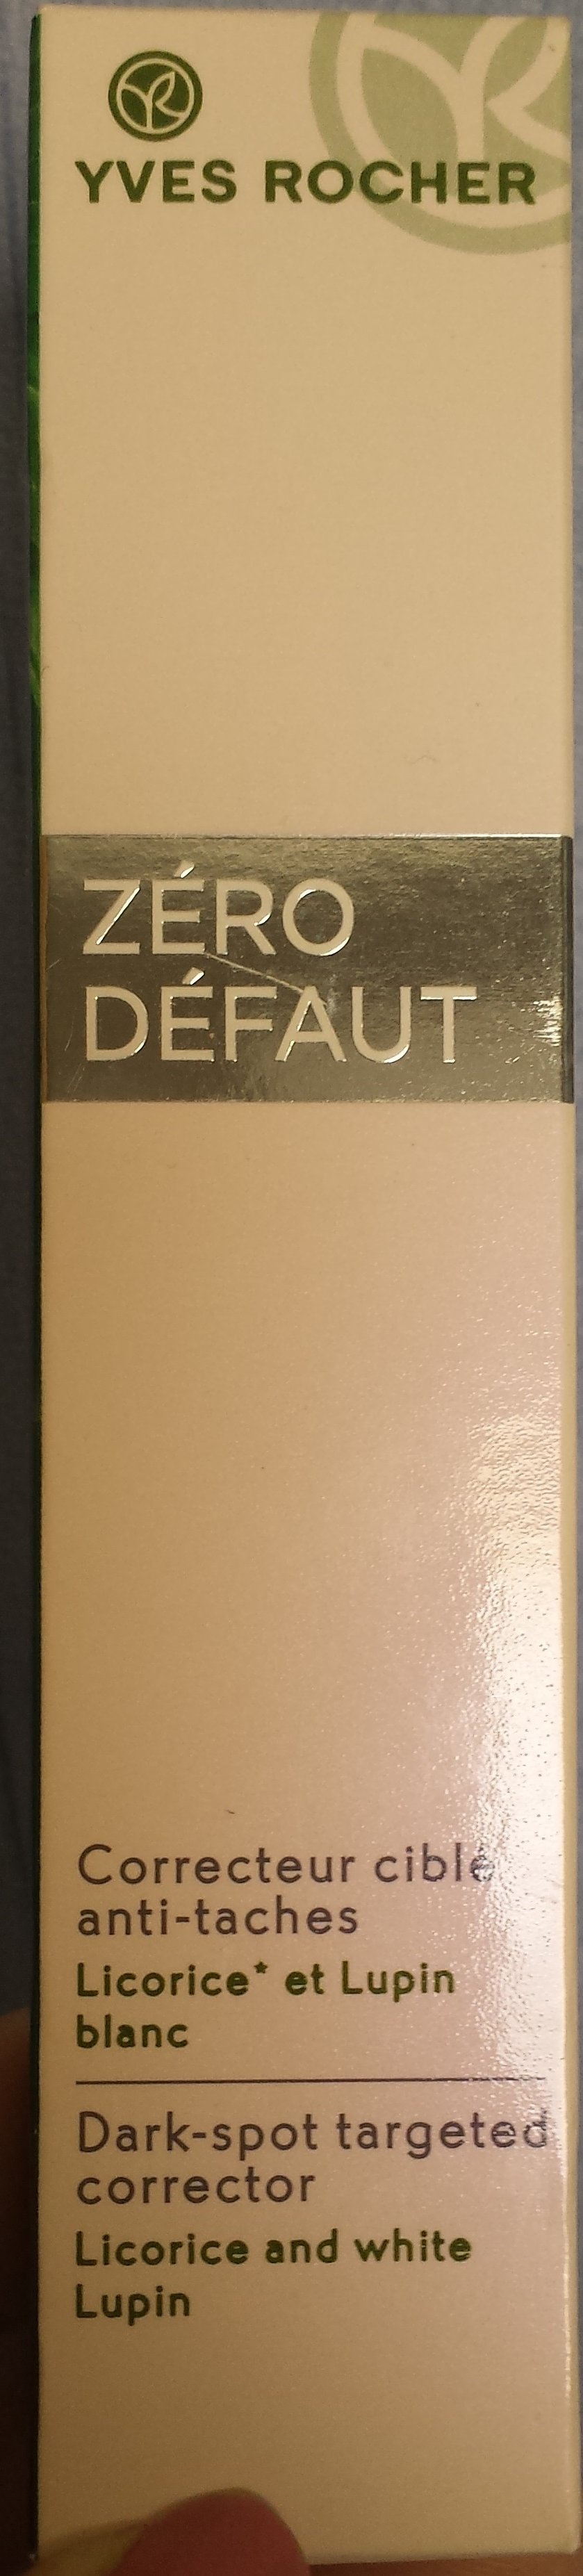 YVES ROCHER
ZÉRO
DÉFAUT
Correcteur ciblé
anti-taches
Licorice* et Lupin
blanc
Dark-spot targeted
corrector
Licorice and white
Lupin